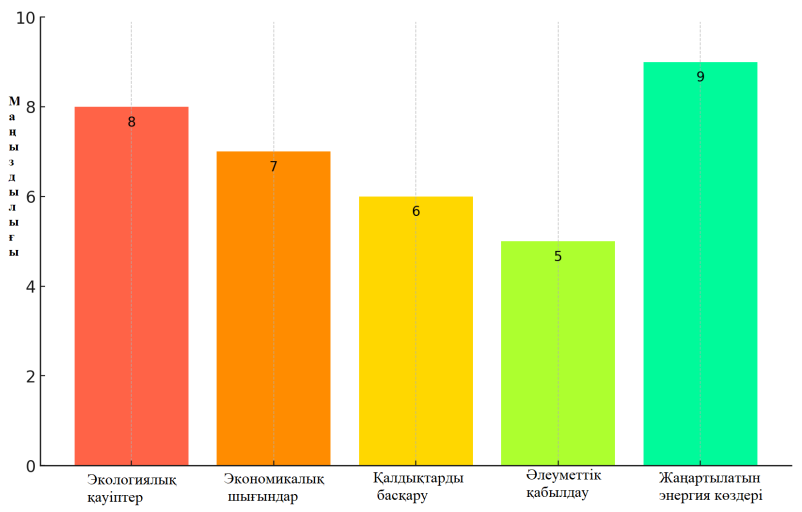 10
8
6
4
2
0
Маңыздылығы
8
7
6
5
9
Экологиялық
қауіптер
Экономикалық
шығындар
Қалдықтарды
басқару
Әлеуметтік
қабылдау
Жаңартылатын
энергия көздері